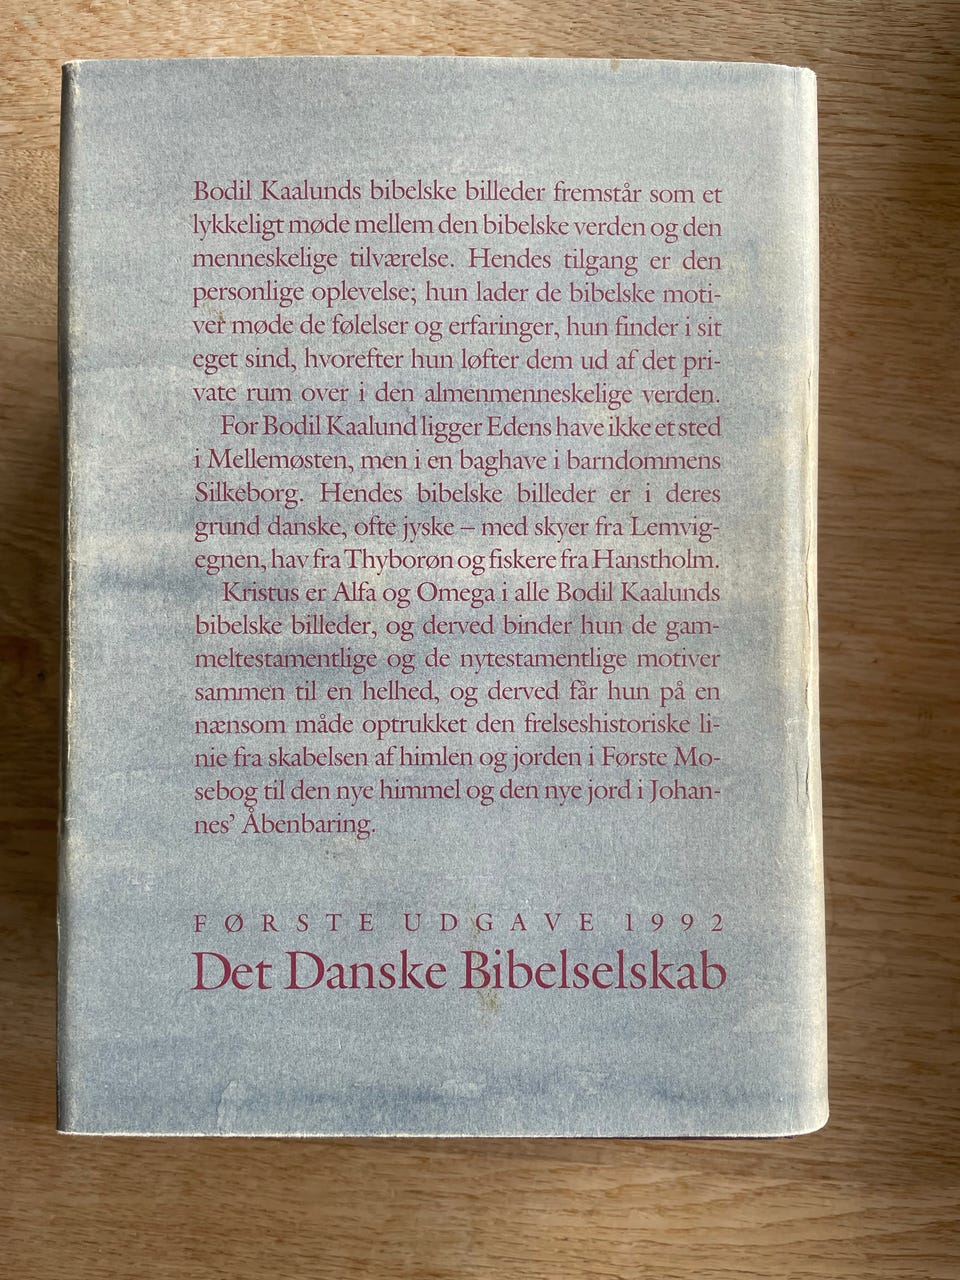 Bodil Kaalunds bibelske billeder fremstår som et
lykkeligt møde mellem den bibelske verden og den
menneskelige tilværelse. Hendes tilgang er den
personlige oplevelse; hun lader de bibelske moti-
ver møde de følelser og erfaringer, hun finder i sit
eget sind, hvorefter hun løfter dem ud af det pri-
vate rum over i den almenmenneskelige verden.
For Bodil Kaalund ligger Edens have ikke et sted
i Mellemøsten, men i en baghave i barndommens
Silkeborg. Hendes bibelske billeder er i deres
grund danske, ofte jyske – med skyer fra Lemvig-
egnen, hav fra Thyborøn og fiskere fra Hanstholm.
Kristus er Alfa og Omega i alle Bodil Kaalunds
bibelske billeder, og derved binder hun de gam-
meltestamentlige og de nytestamentlige motiver
sammen til en helhed, og derved får hun på en
nænsom måde optrukket den frelseshistoriske li-
nie fra skabelsen af himlen og jorden i Første Mo-
sebog til den nye himmel og den nye jord i Johan-
nes’ Åbenbaring.
FØRSTE UDGAVE 1992
Det Danske Bibelselskab